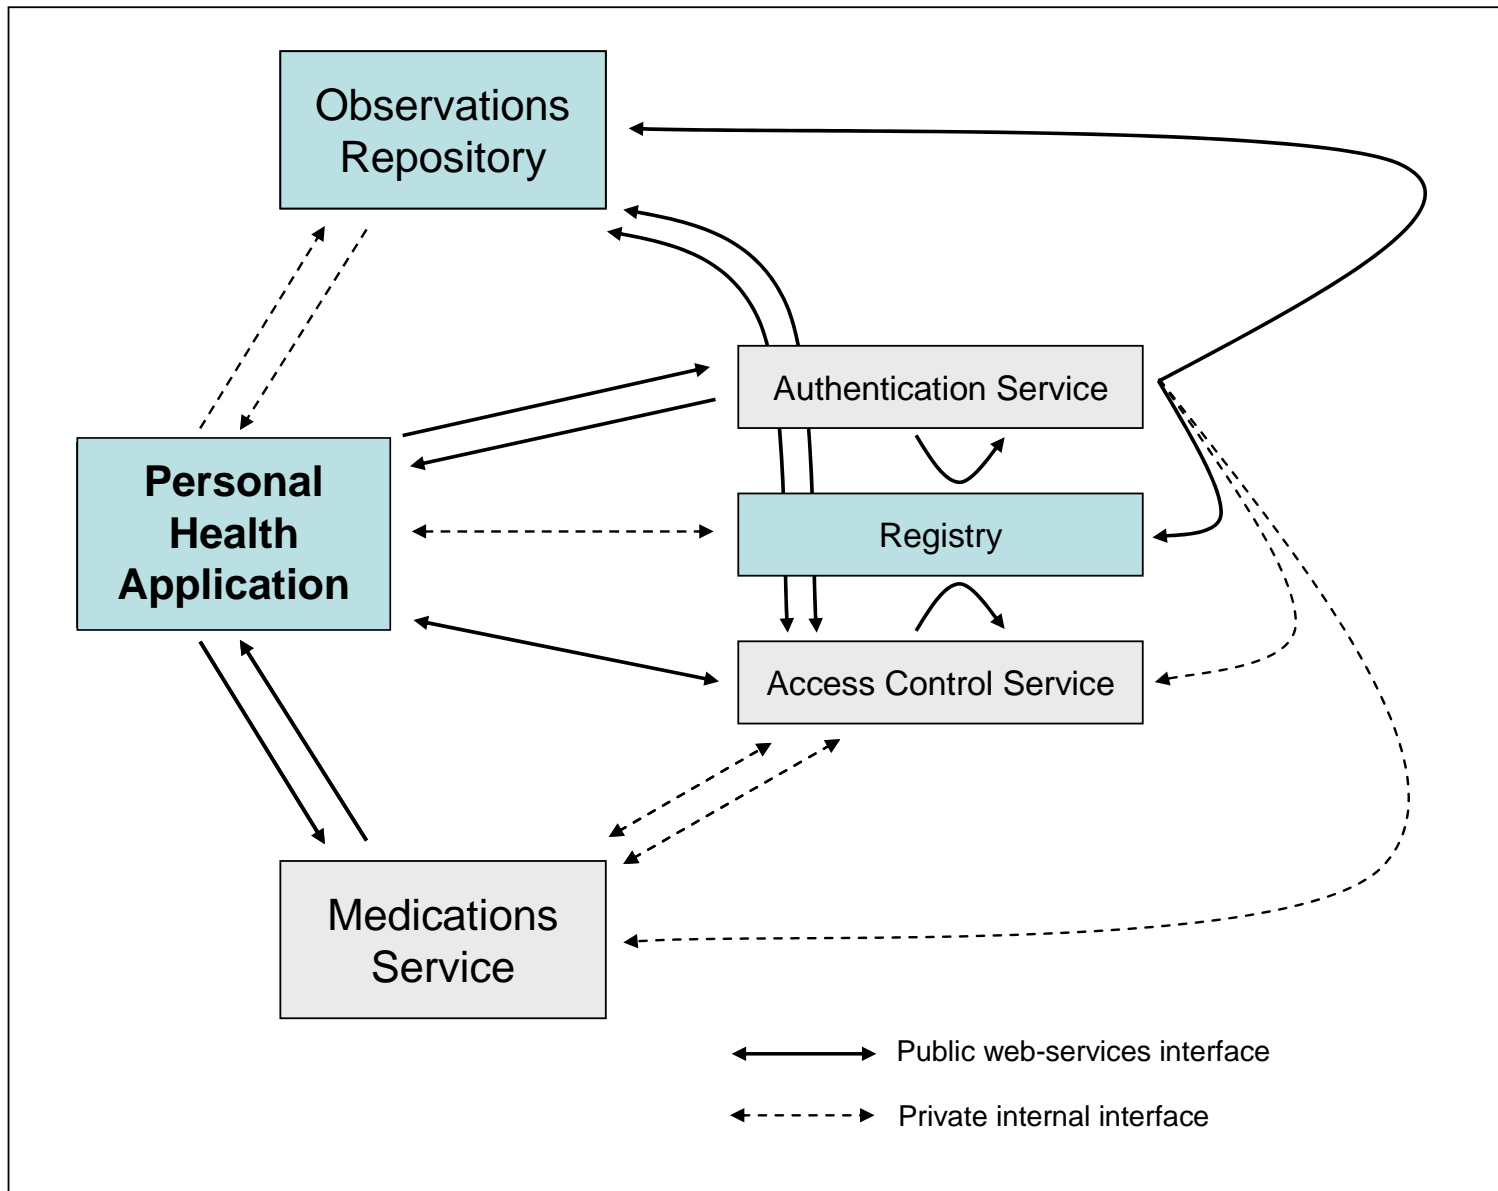 Observations
Repository
Authentication Service
Personal
Health
Application
Registry
Access Control Service
Medications
Service
Public web-services interface
Private internal interface